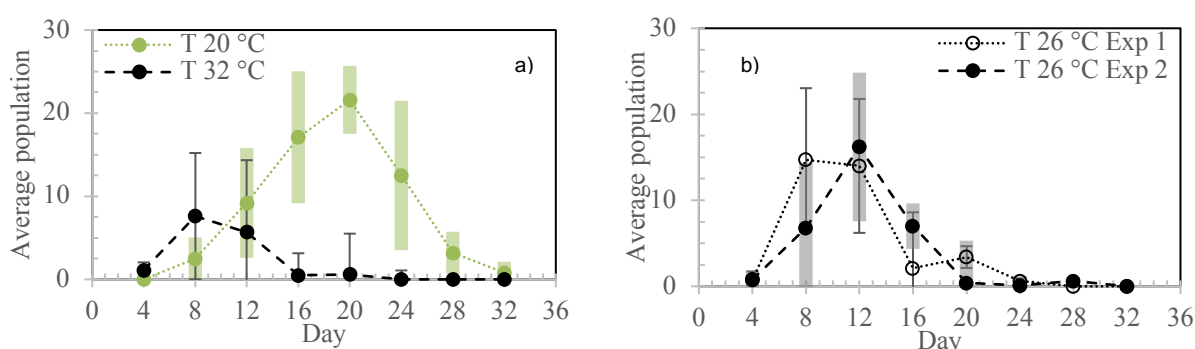 30
T 20 °C
T 32 °C
a)
20
10
0
Average population
0 4 8 12 16 20 24 28 32 36
Day
30
T 26 °C Exp 1
T 26 °C Exp 2
b)
20
10
0
Average population
0 4 8 12 16 20 24 28 32 36
Day